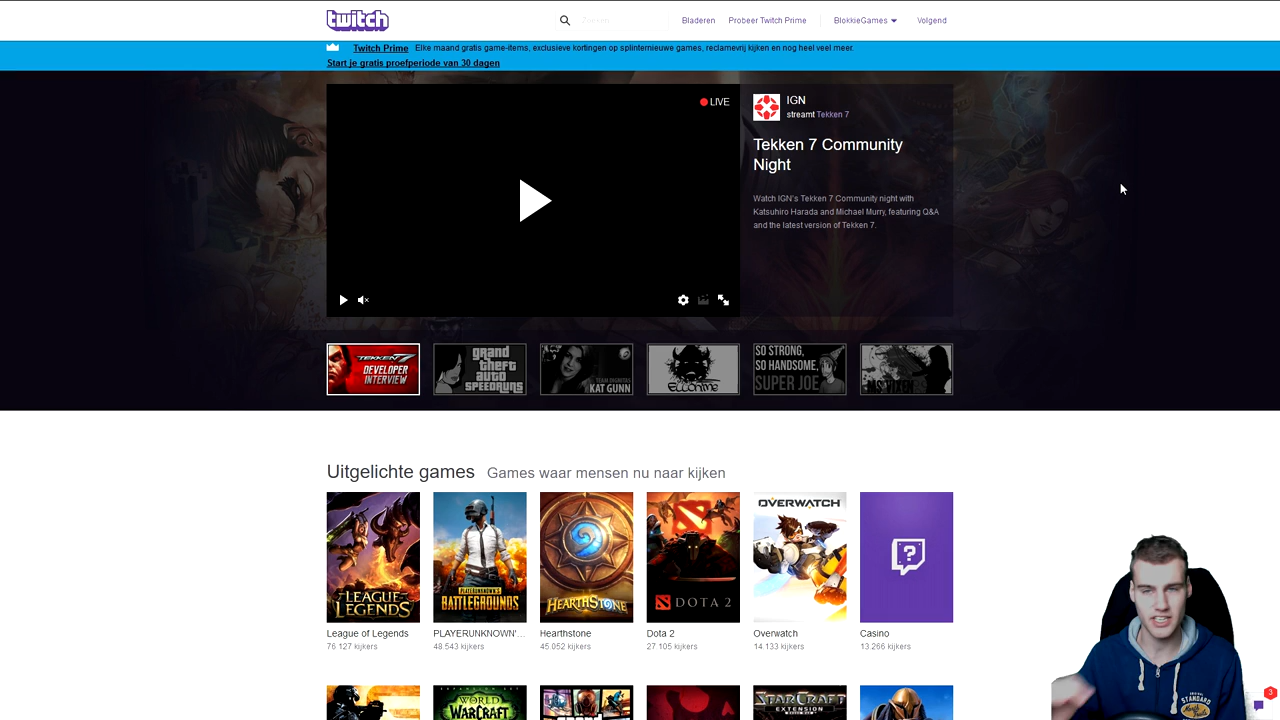 twitch
Zoeken
Bladeren
Probeer Twitch Prime
BlokkieGames
Volgend
Twitch Prime Elke maand gratis game-items, exclusieve kortingen op splinternieuwe games, reclamevrij kijken en nog heel veel meer.
Start je gratis proefperiode van 30 dagen
LIVE
IGN
streamt Tekken 7
Tekken 7 Community
Night
Watch IGN's Tekken 7 Community night with
Katsuhiro Harada and Michael Murry, featuring Q&A
and the latest version of Tekken 7.
TEKKEN 7
DEVELOPER
INTERVIEW
grand
theft
auto
SPEEDRUNS
TEAM DIGNITAS
KAT GUNN
ELLOHIME
SO STRONG,
SO HANDSOME,
SUPER JOE
MS VIXEN
Uitgelichte games Games waar mensen nu naar kijken
LEAGUE
of
LEGENDS
PLAYERUNKNOWN'S
BATTLEGROUNDS
HEARTHSTONE
DOTA 2
OVERWATCH
League of Legends
76 127 kijkers
PLAYERUNKNOWN'...
48 543 kijkers
Hearthstone
45 052 kijkers
Dota 2
27 105 kijkers
Overwatch
14 133 kijkers
Casino
13 266 kijkers
WORLD
WARCRAFT
STARCRAFT
EXTENSION
STANDARD
3